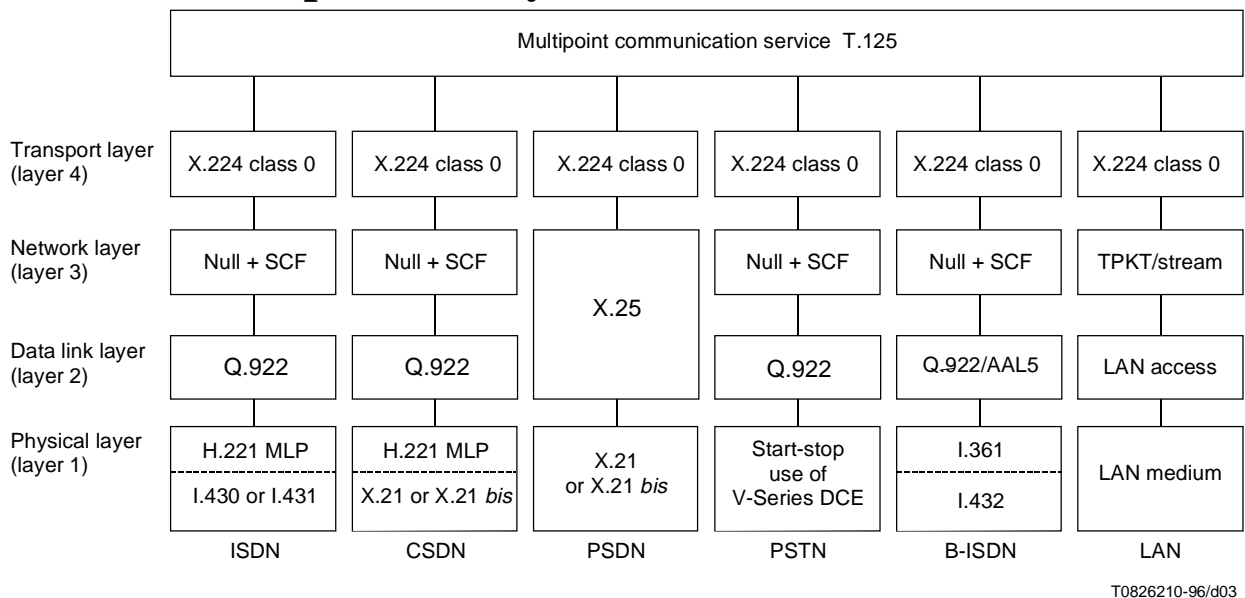 Multipoint communication service T.125
Transport layer
(layer 4)
X.224 class 0
X.224 class 0
X.224 class 0
X.224 class 0
X.224 class 0
X.224 class 0
Network layer
(layer 3)
Null + SCF
Null + SCF
X.25
Null + SCF
Null + SCF
TPKT/stream
Data link layer
(layer 2)
Q.922
Q.922
Q.922
Q.922/AAL5
LAN access
Physical layer
(layer 1)
H.221 MLP
I.430 or I.431
H.221 MLP
X.21 or X.21 bis
X.21
or X.21 bis
Start-stop
use of
V-Series DCE
I.361
I.432
LAN medium
ISDN
CSDN
PSDN
PSTN
B-ISDN
LAN
T0826210-96/d03